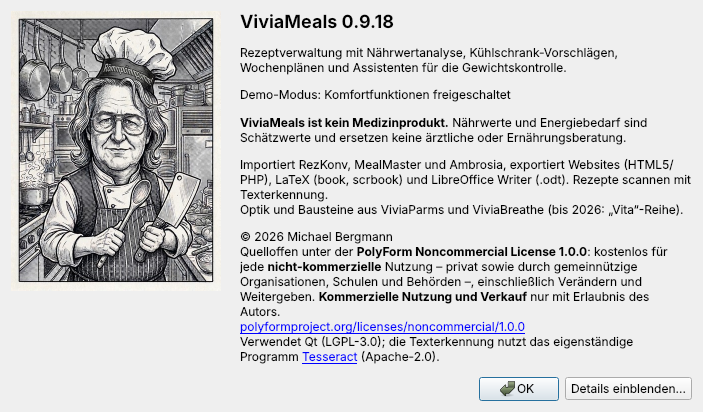 ViviaMeals 0.9.18
Rezeptverwaltung mit Nährwertanalyse, Kühlschrank-Vorschlägen,
Wochenplänen und Assistenten für die Gewichtskontrolle.
Demo-Modus: Komfortfunktionen freigeschaltet
ViviaMeals ist kein Medizinprodukt. Nährwerte und Energiebedarf sind
Schätzwerte und ersetzen keine ärztliche oder Ernährungsberatung.
Importiert RezKonv, MealMaster und Ambrosia, exportiert Websites (HTML5/
PHP), LaTeX (book, scrbook) und LibreOffice Writer (.odt). Rezepte scannen mit
Texterkennung.
Optik und Bausteine aus ViviaParms und ViviaBreathe (bis 2026: „Vita“-Reihe).
© 2026 Michael Bergmann
Quelloffen unter der PolyForm Noncommercial License 1.0.0: kostenlos für
jede nicht-kommerzielle Nutzung – privat sowie durch gemeinnützige
Organisationen, Schulen und Behörden –, einschließlich Verändern und
Weitergeben. Kommerzielle Nutzung und Verkauf nur mit Erlaubnis des
Autors.
polyformproject.org/licenses/noncommercial/1.0.0
Verwendet Qt (LGPL-3.0); die Texterkennung nutzt das eigenständige
Programm Tesseract (Apache-2.0).
OK
Details einblenden...